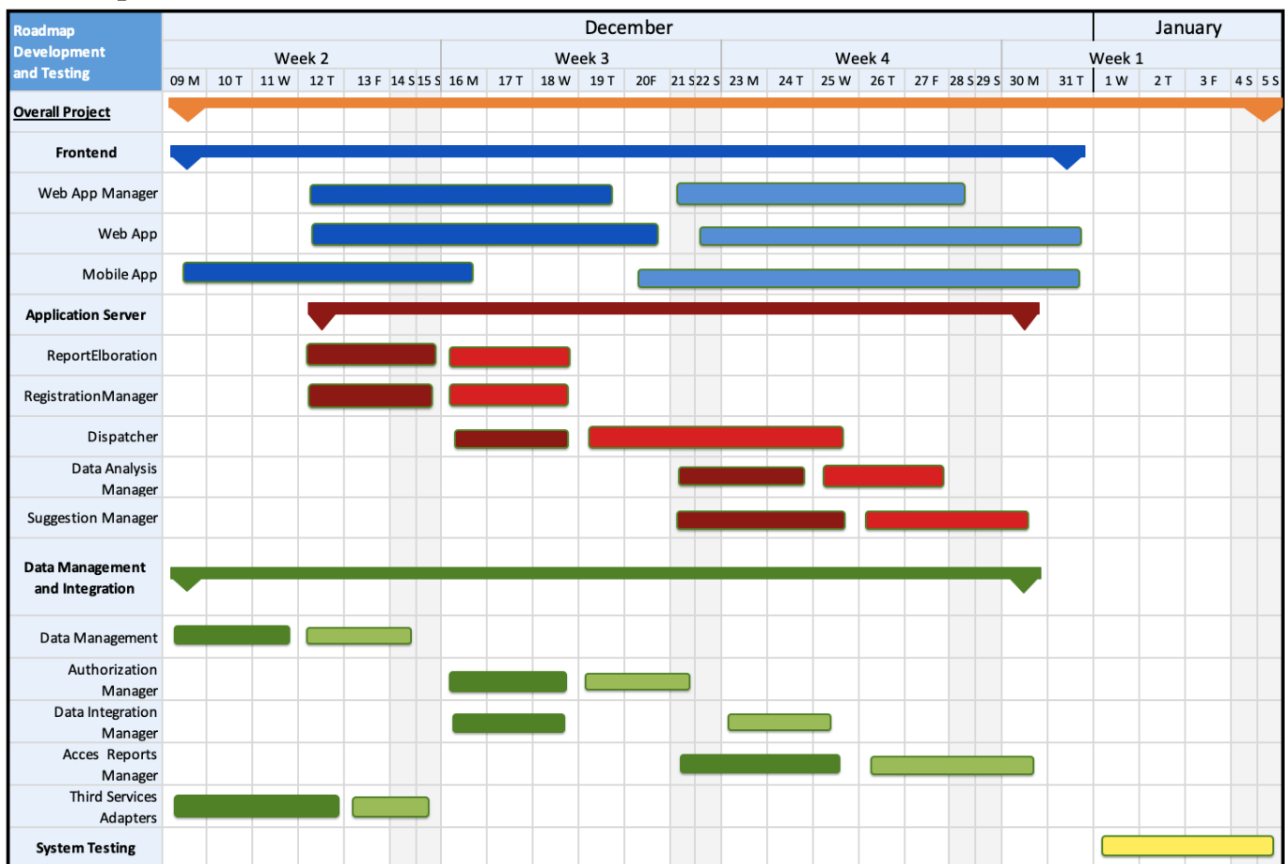 Roadmap
Development
and Testing
December
January
Week 2
Week 3
Week 4
Week 1
09 M 10 T 11 W 12 T 13 F 14 S 15 S 16 M 17 T 18 W 19 T 20F 21 S 22 S 23 M 24 T 25 W 26 T 27 F 28 S 29 S 30 M 31 T 1 W 2 T 3 F 4 S 5 S
Overall Project
Frontend
Web App Manager
Web App
Mobile App
Application Server
ReportElboration
RegistrationManager
Dispatcher
Data Analysis
Manager
Suggestion Manager
Data Management
and Integration
Data Management
Authorization
Manager
Data Integration
Manager
Acces Reports
Manager
Third Services
Adapters
System Testing